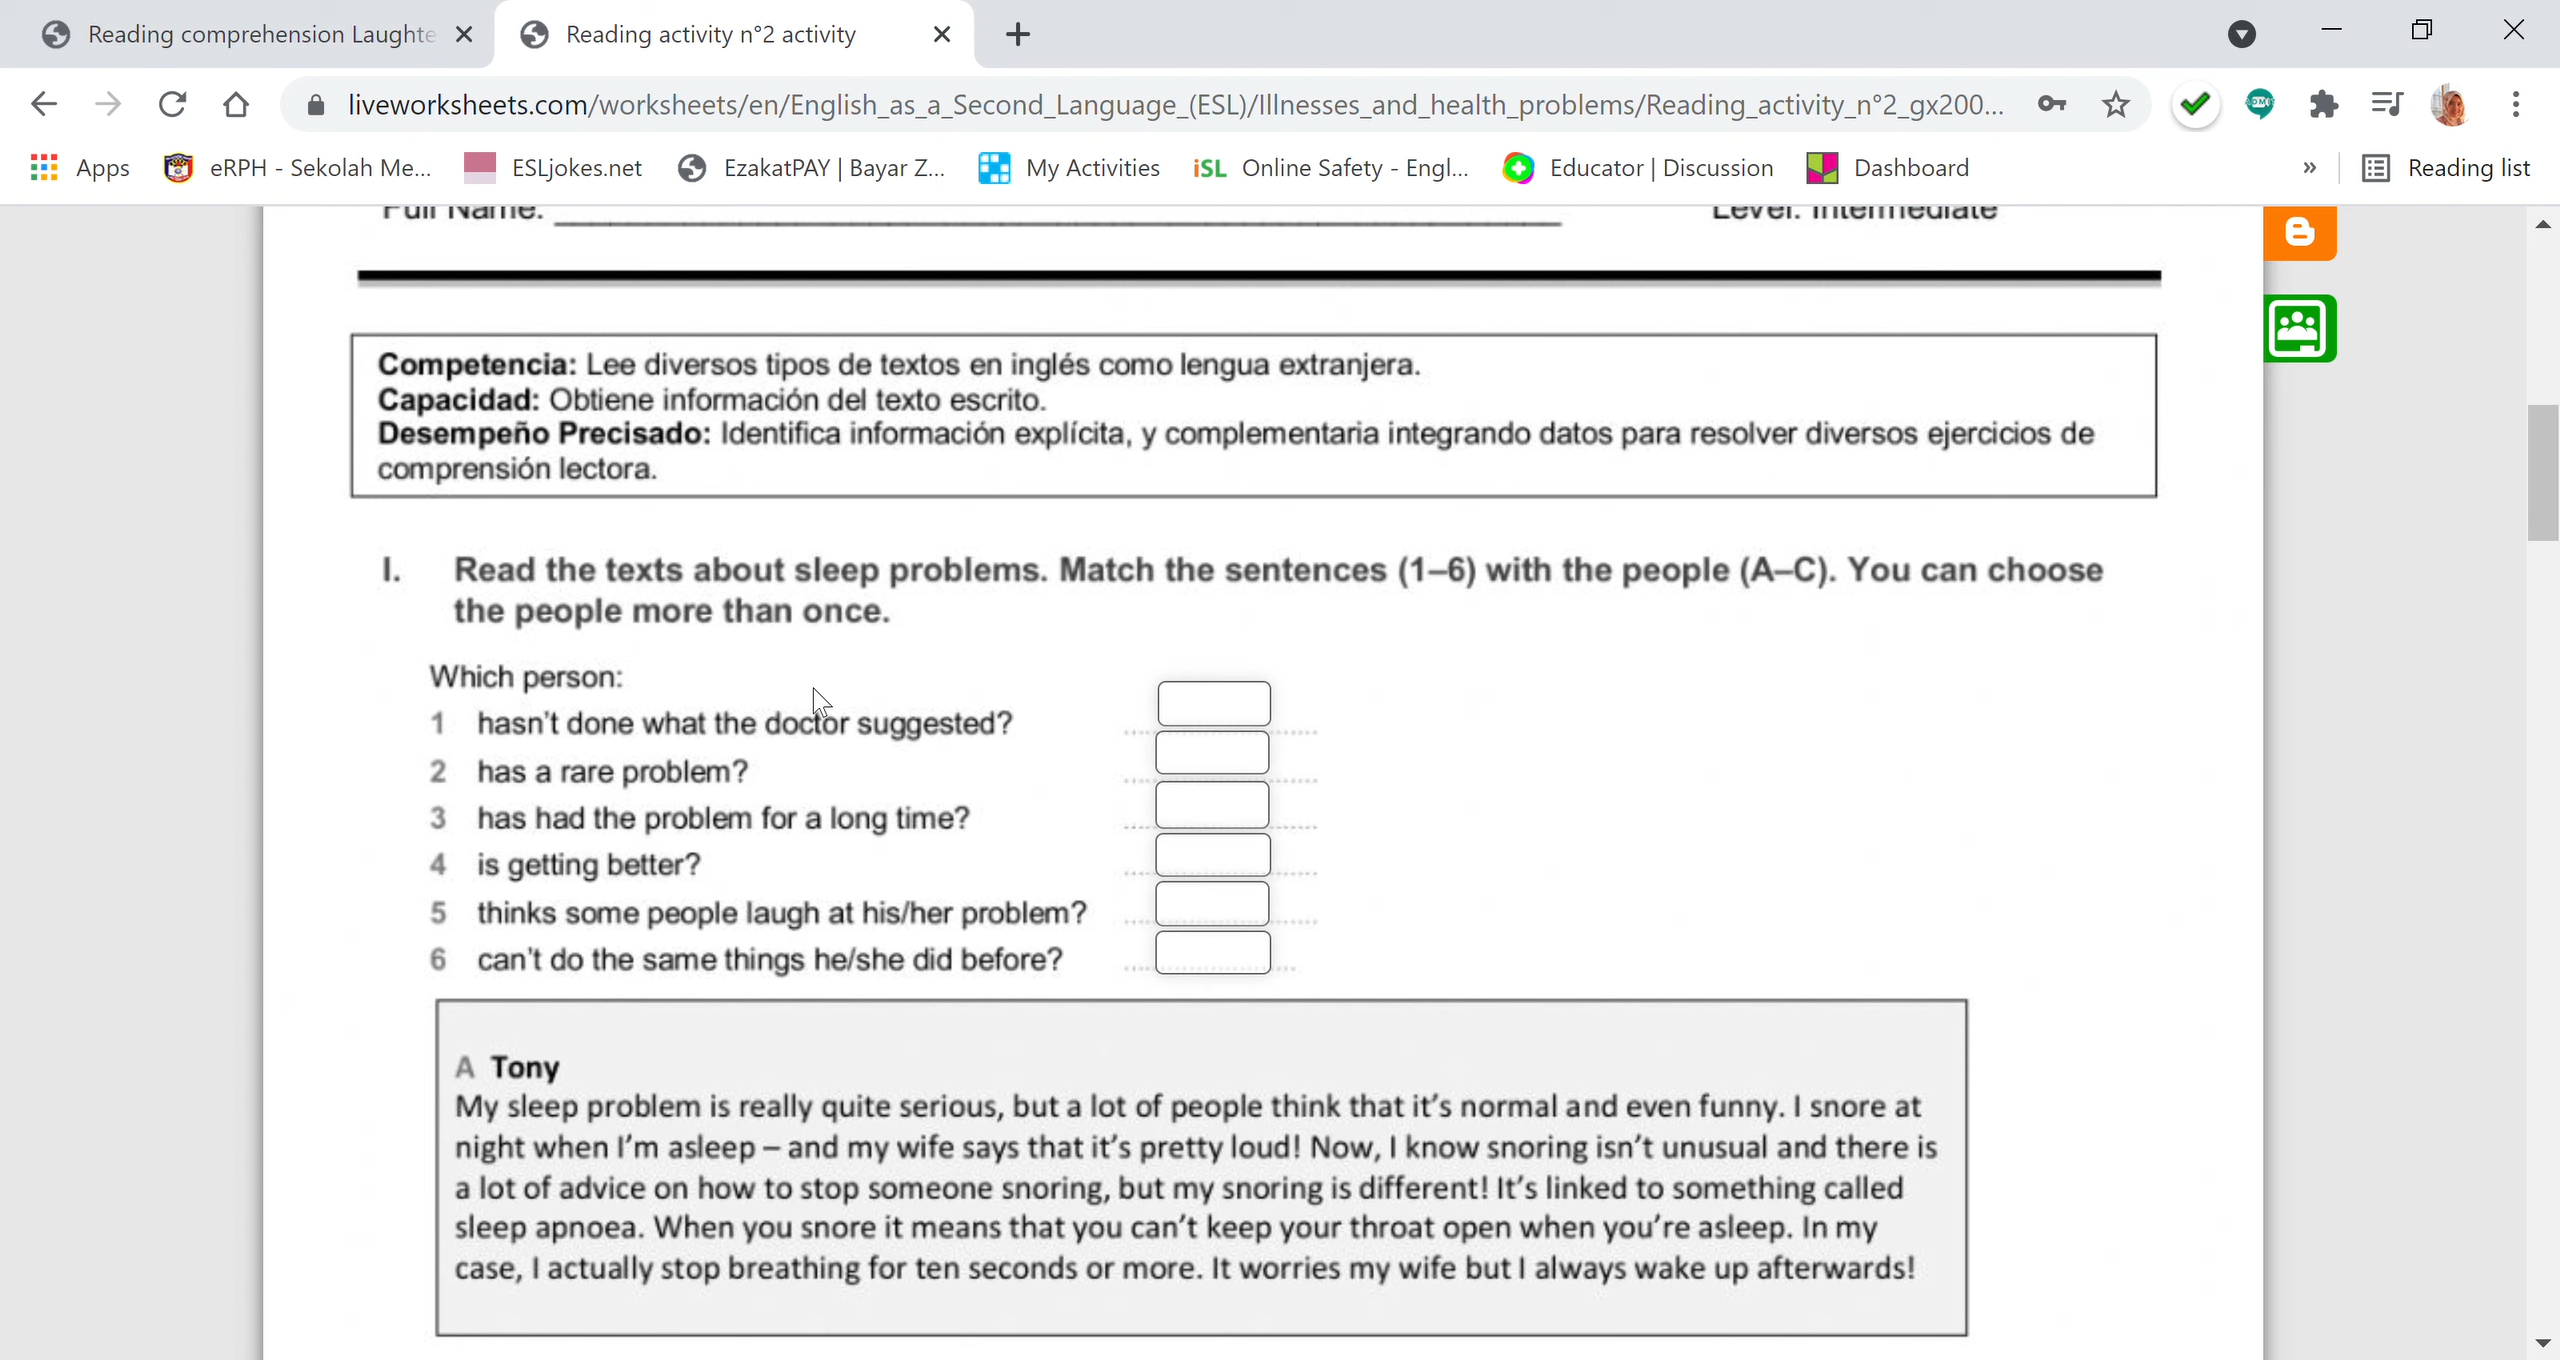 Reading comprehension Laughte
Reading activity n°2 activity
liveworksheets.com/worksheets/en/English_as_a_Second_Language_(ESL)/Illnesses_and_health_problems/Reading_activity_n°2_gx200...
Apps
eRPH - Sekolah Me...
ESLjokes.net
EzakatPAY | Bayar Z...
My Activities
iSL Online Safety - Engl...
Educator | Discussion
Dashboard
»
Reading list
Full Name: Level: Intermediate
Competencia: Lee diversos tipos de textos en inglés como lengua extranjera.
Capacidad: Obtiene información del texto escrito.
Desempeño Precisado: Identifica información explícita, y complementaria integrando datos para resolver diversos ejercicios de
comprensión lectora.
I. Read the texts about sleep problems. Match the sentences (1–6) with the people (A–C). You can choose
the people more than once.
Which person:
1 hasn't done what the doctor suggested?
2 has a rare problem?
3 has had the problem for a long time?
4 is getting better?
5 thinks some people laugh at his/her problem?
6 can't do the same things he/she did before?
A Tony
My sleep problem is really quite serious, but a lot of people think that it's normal and even funny. I snore at
night when I'm asleep – and my wife says that it's pretty loud! Now, I know snoring isn't unusual and there is
a lot of advice on how to stop someone snoring, but my snoring is different! It's linked to something called
sleep apnoea. When you snore it means that you can't keep your throat open when you're asleep. In my
case, I actually stop breathing for ten seconds or more. It worries my wife but I always wake up afterwards!